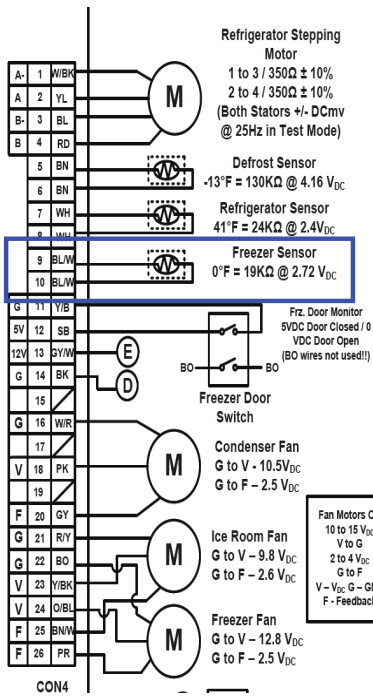 Refrigerator Stepping
Motor
1 to 3 / 350Ω ± 10%
2 to 4 / 350Ω ± 10%
(Both Stators +/- DCmv
@ 25Hz in Test Mode)
A- 1 W/BK
A 2 YL
B- 3 BL
B 4 RD
M
5 BN
6 BN
Defrost Sensor
-13°F = 130KΩ @ 4.16 VDC
7 WH
8 WH
Refrigerator Sensor
41°F = 24KΩ @ 2.4VDC
9 BL/W
10 BL/W
Freezer Sensor
0°F = 19KΩ @ 2.72 VDC
G 11 Y/B
5V 12 SB
12V 13 GY/W
E
G 14 BK
D
15
Frz. Door Monitor
5VDC Door Closed / 0
VDC Door Open
(BO wires not used!!)
BO BO
Freezer Door
Switch
G 16 W/R
17
V 18 PK
19
F 20 GY
M
Condenser Fan
G to V - 10.5VDC
G to F – 2.5 VDC
G 21 R/Y
G 22 BO
V 23 Y/BK
V 24 O/BL
F 25 BN/W
F 26 PR
CON4
M
Ice Room Fan
G to V – 9.8 VDC
G to F – 2.6 VDC
M
Freezer Fan
G to V – 12.8 VDC
G to F – 2.5 VDC
Fan Motors
10 to 15 VDC
V to G
2 to 4 VDC
G to F
V – VDC G –
F - Feedback